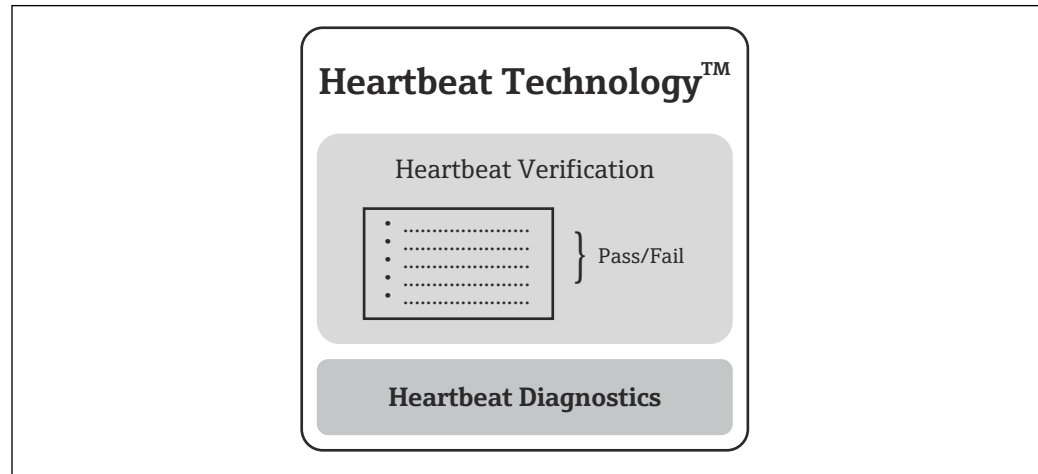 Heartbeat Technology™
Heartbeat Verification
• ......................
• ......................
• ......................
• ......................
• ......................
} Pass/Fail
Heartbeat Diagnostics